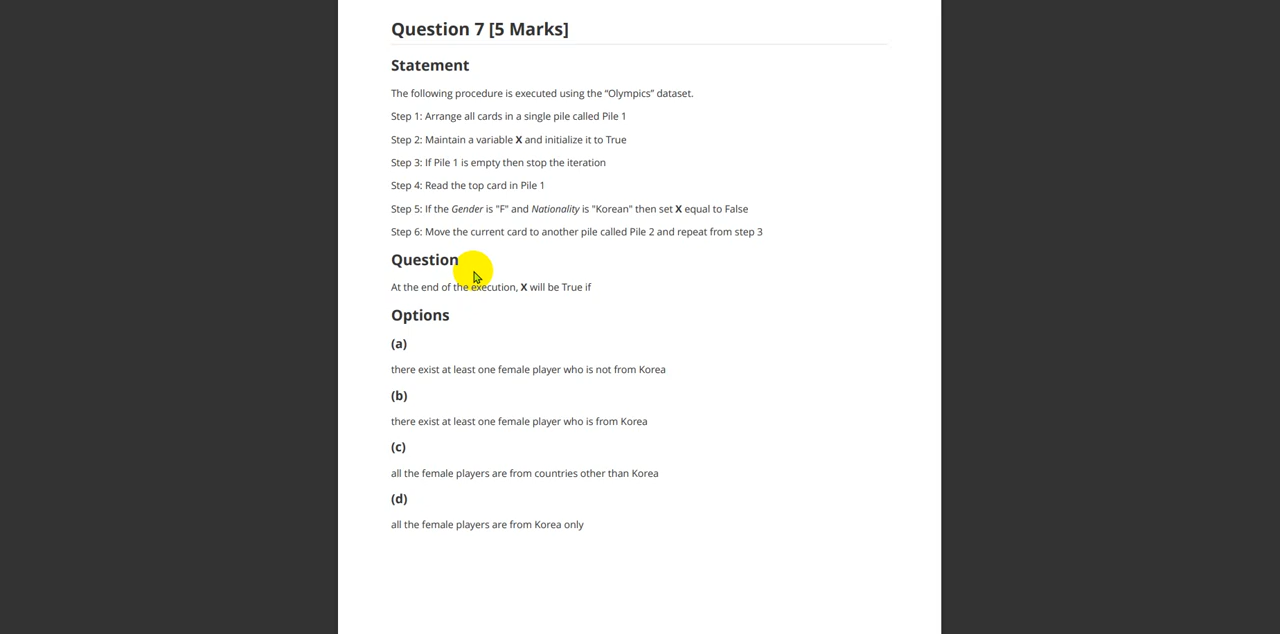 Question 7 [5 Marks]
Statement
The following procedure is executed using the “Olympics” dataset.
Step 1: Arrange all cards in a single pile called Pile 1
Step 2: Maintain a variable X and initialize it to True
Step 3: If Pile 1 is empty then stop the iteration
Step 4: Read the top card in Pile 1
Step 5: If the Gender is "F" and Nationality is "Korean" then set X equal to False
Step 6: Move the current card to another pile called Pile 2 and repeat from step 3
Question
At the end of the execution, X will be True if
Options
(a)
there exist at least one female player who is not from Korea
(b)
there exist at least one female player who is from Korea
(c)
all the female players are from countries other than Korea
(d)
all the female players are from Korea only